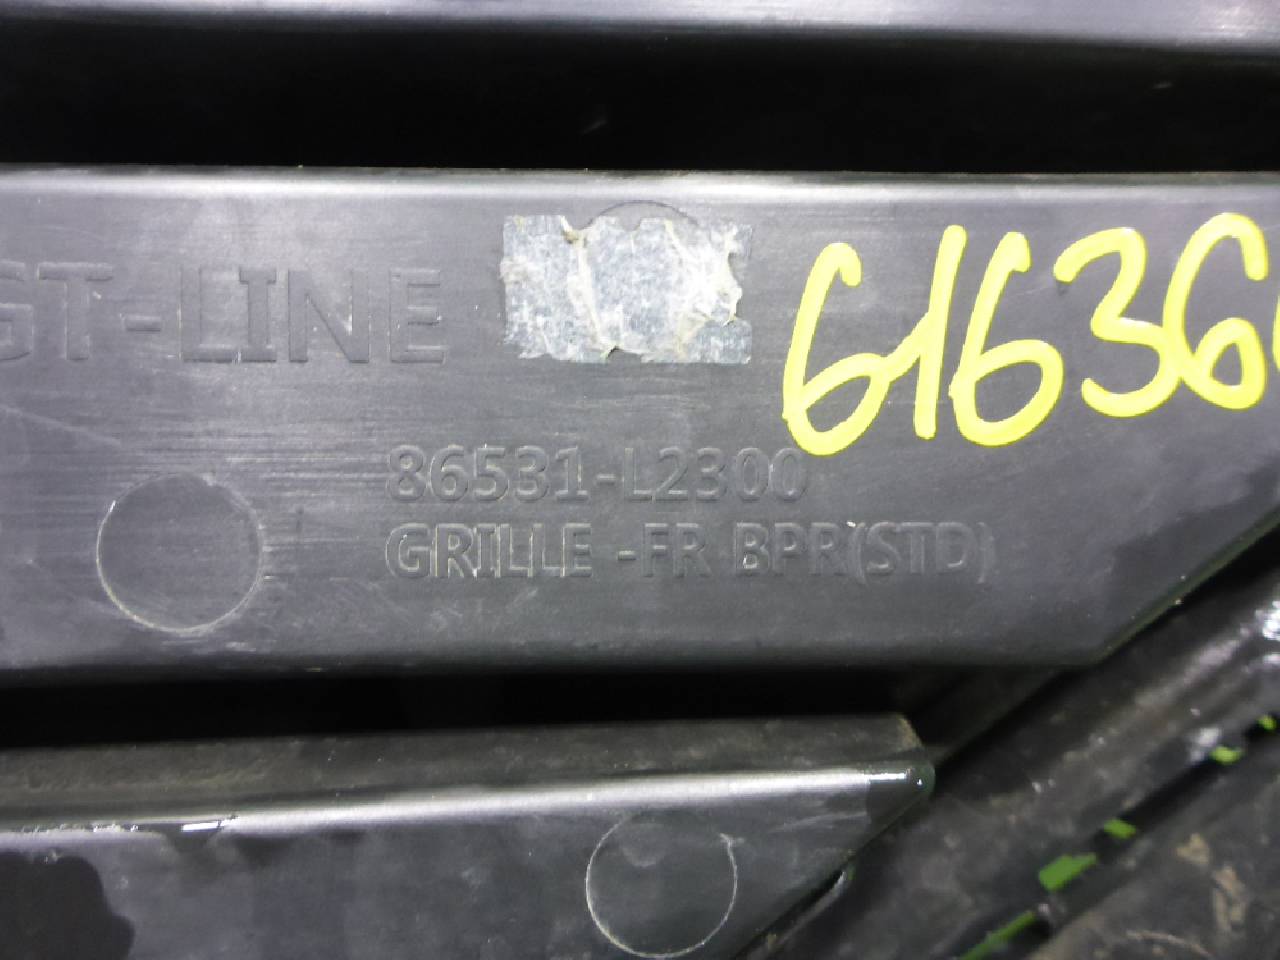 GT-LINE
61636
86531-L2300
GRILLE -FR BPR(STD)